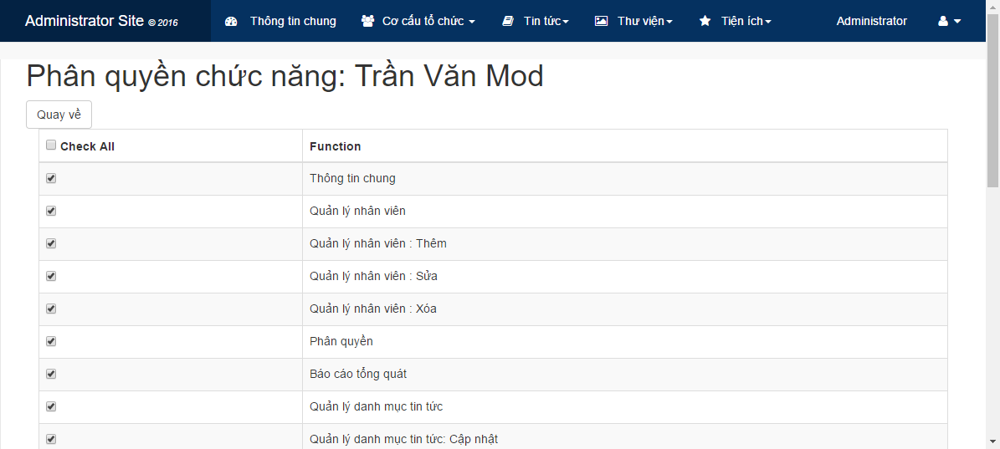 Administrator Site © 2016 Thông tin chung Cơ cấu tổ chức Tin tức Thư viện Tiện ích Administrator
Phân quyền chức năng: Trần Văn Mod
Quay về
Check All Function
Thông tin chung
Quản lý nhân viên
Quản lý nhân viên : Thêm
Quản lý nhân viên : Sửa
Quản lý nhân viên : Xóa
Phân quyền
Báo cáo tổng quát
Quản lý danh mục tin tức
Quản lý danh mục tin tức: Cập nhật